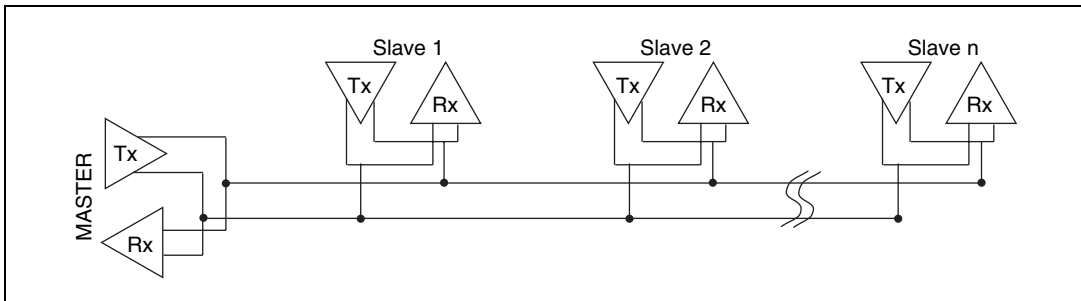 Slave 1
Slave 2
Slave n
Tx
Rx
Tx
Rx
Tx
Rx
MASTER
Tx
Rx